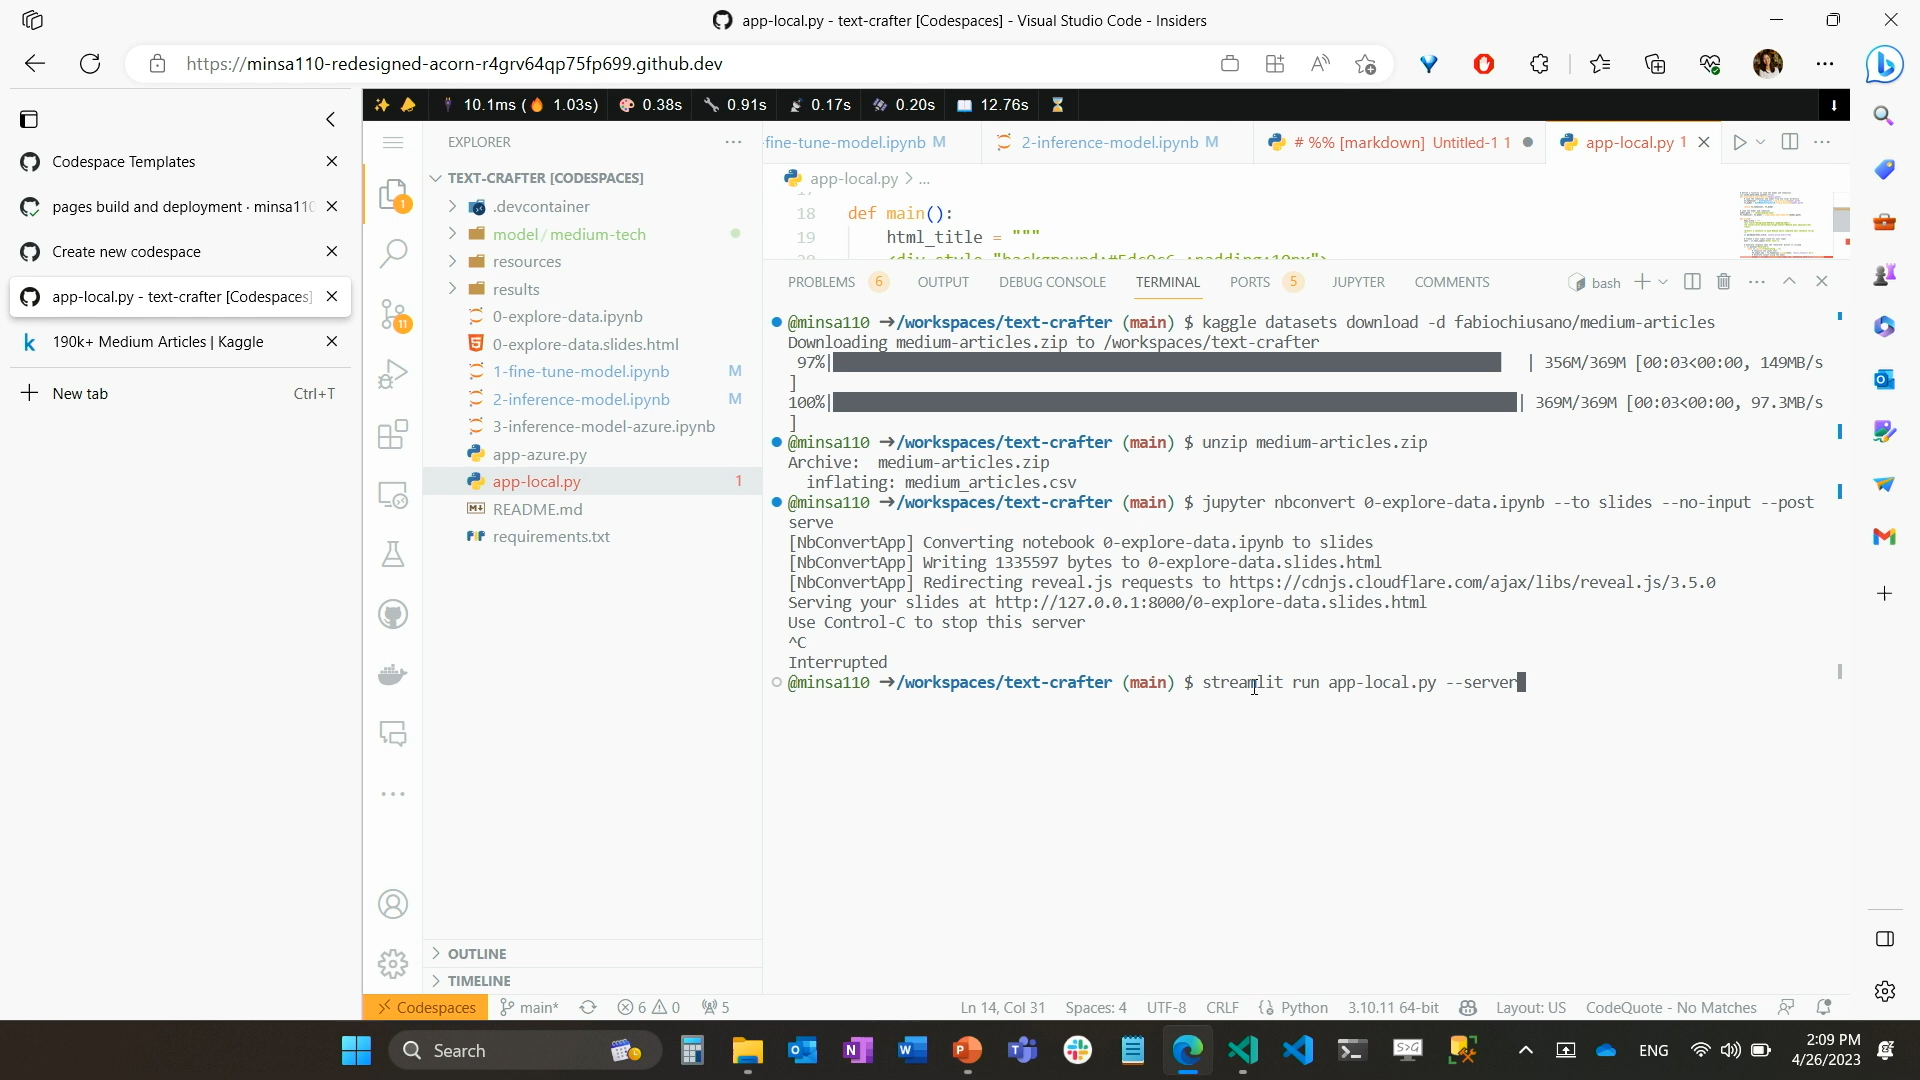 app-local.py - text-crafter [Codespaces] - Visual Studio Code - Insiders
https://minsa110-redesigned-acorn-r4grv64qp75fp699.github.dev
Codespace Templates
pages build and deployment · minsa110
Create new codespace
app-local.py - text-crafter [Codespaces]
190k+ Medium Articles | Kaggle
New tab
Ctrl+T
10.1ms ( 1.03s) 0.38s 0.91s 0.17s 0.20s 12.76s
EXPLORER
TEXT-CRAFTER [CODESPACES]
.devcontainer
model / medium-tech
resources
results
0-explore-data.ipynb
0-explore-data.slides.html
1-fine-tune-model.ipynb M
2-inference-model.ipynb M
3-inference-model-azure.ipynb
app-azure.py
app-local.py 1
README.md
requirements.txt
OUTLINE
TIMELINE
1
11
fine-tune-model.ipynb M
2-inference-model.ipynb M
# %% [markdown] Untitled-1 1
app-local.py 1
app-local.py > ...
18 def main():
19 html_title = """
PROBLEMS 6 OUTPUT DEBUG CONSOLE TERMINAL PORTS 5 JUPYTER COMMENTS
bash
@minsa110 →/workspaces/text-crafter (main) $ kaggle datasets download -d fabiochiusano/medium-articles
Downloading medium-articles.zip to /workspaces/text-crafter
97%| | 356M/369M [00:03<00:00, 149MB/s
]
100%| | 369M/369M [00:03<00:00, 97.3MB/s
]
@minsa110 →/workspaces/text-crafter (main) $ unzip medium-articles.zip
Archive: medium-articles.zip
inflating: medium_articles.csv
@minsa110 →/workspaces/text-crafter (main) $ jupyter nbconvert 0-explore-data.ipynb --to slides --no-input --post
serve
[NbConvertApp] Converting notebook 0-explore-data.ipynb to slides
[NbConvertApp] Writing 1335597 bytes to 0-explore-data.slides.html
[NbConvertApp] Redirecting reveal.js requests to https://cdnjs.cloudflare.com/ajax/libs/reveal.js/3.5.0
Serving your slides at http://127.0.0.1:8000/0-explore-data.slides.html
Use Control-C to stop this server
^C
Interrupted
@minsa110 →/workspaces/text-crafter (main) $ streamlit run app-local.py --server
Codespaces main* 6 0 5
Ln 14, Col 31 Spaces: 4 UTF-8 CRLF Python 3.10.11 64-bit Layout: US CodeQuote - No Matches
Search
ENG
2:09 PM
4/26/2023